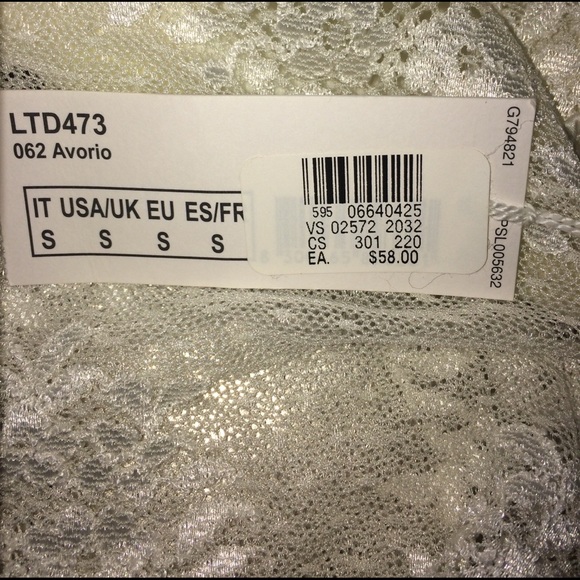 LTD473
062 Avorio
IT USA/UK EU ES/FR
S S S S
595 06640425
VS 02572 2032
CS 301 220
EA. $58.00
G794821
PSL005632